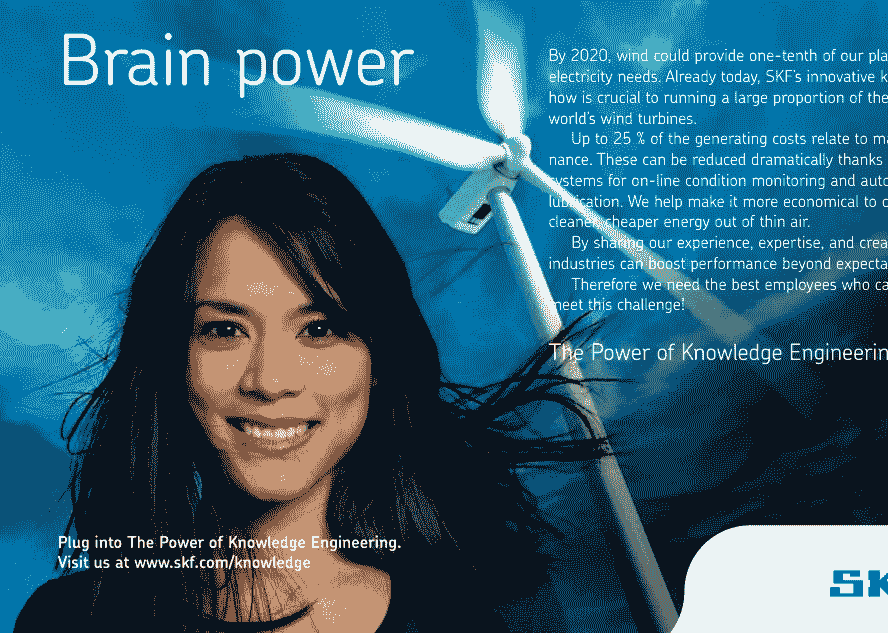 Brain power
By 2020, wind could provide one-tenth of our pla
electricity needs. Already today, SKF's innovative k
how is crucial to running a large proportion of the
world's wind turbines.
Up to 25 % of the generating costs relate to ma
nance. These can be reduced dramatically thanks
systems for on-line condition monitoring and auto
lubrication. We help make it more economical to c
cleaner, cheaper energy out of thin air.
By sharing our experience, expertise, and crea
industries can boost performance beyond expecta
Therefore we need the best employees who ca
meet this challenge!
The Power of Knowledge Engineerin
Plug into The Power of Knowledge Engineering.
Visit us at www.skf.com/knowledge
SK